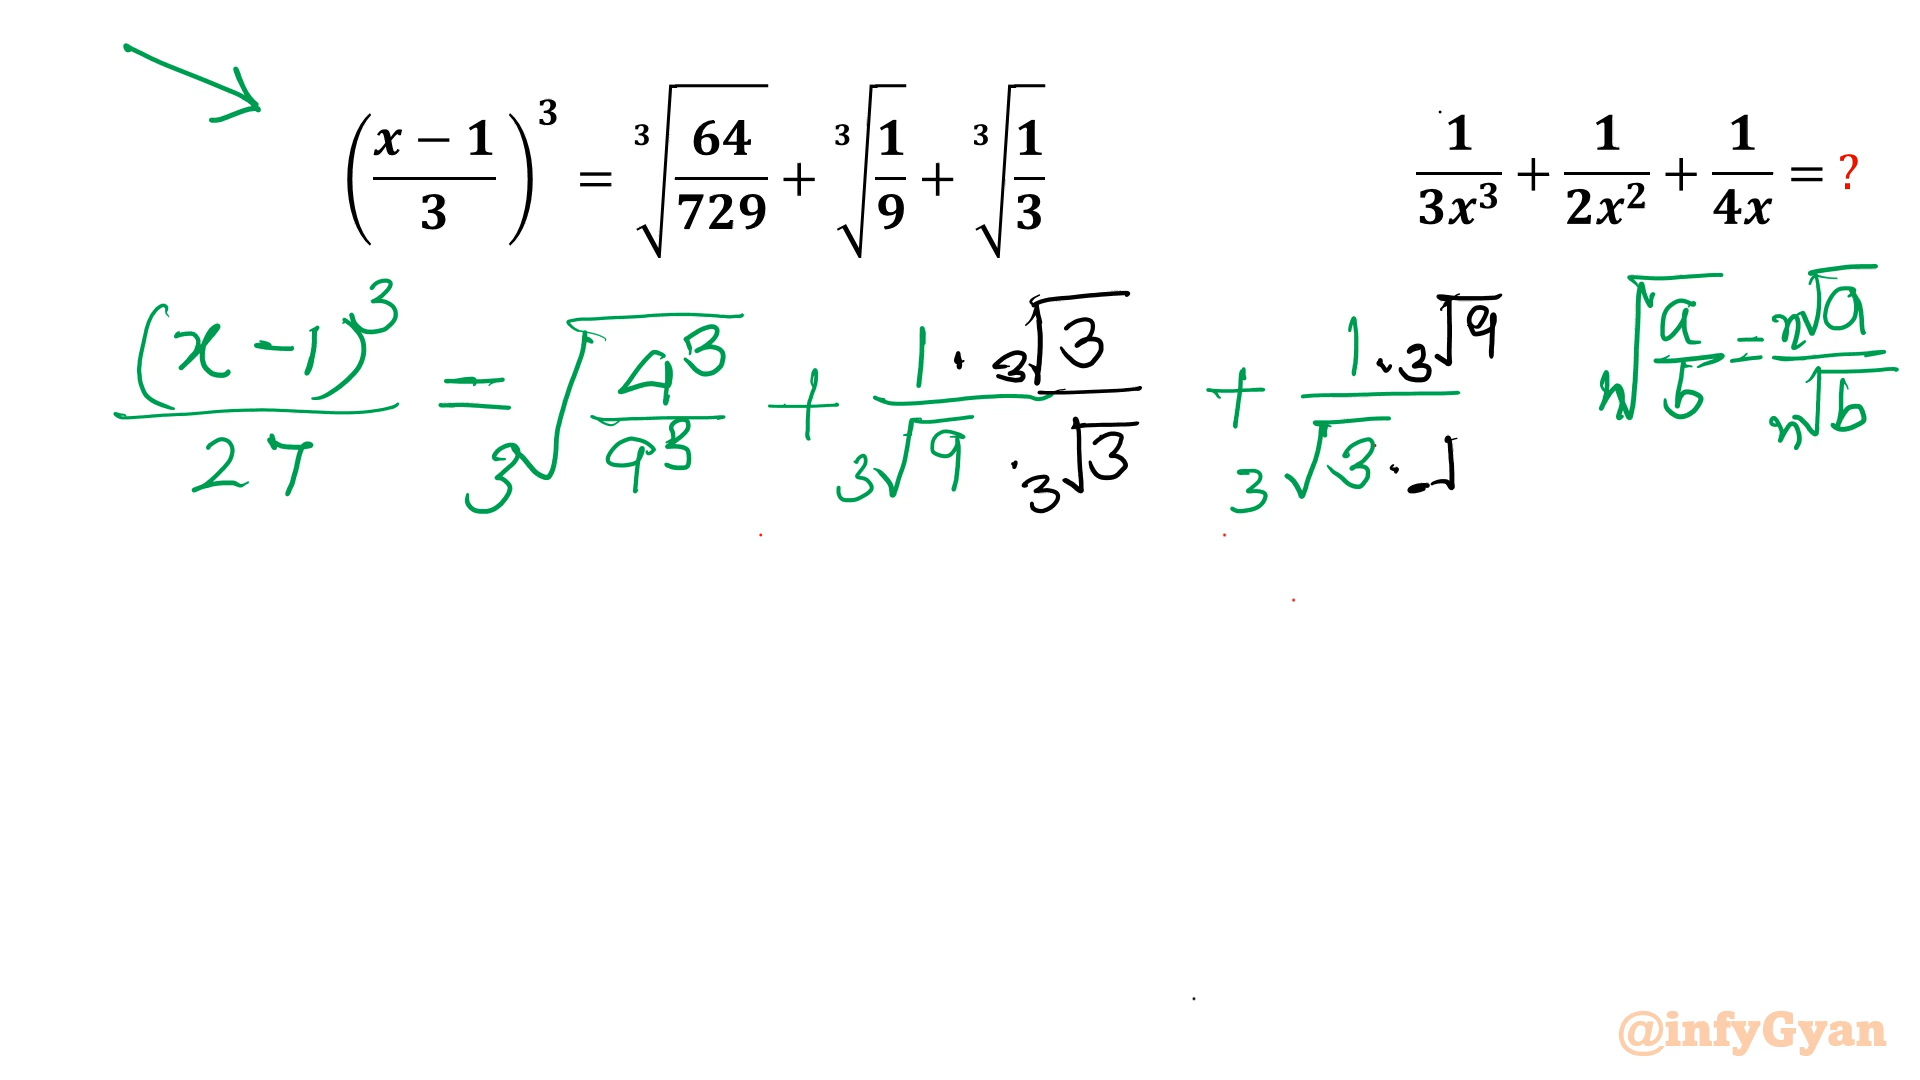 ((x − 1)/3)³ = ∛(64/729) + ∛(1/9) + ∛(1/3)
1/(3x³) + 1/(2x²) + 1/(4x) = ?
(x − 1)³/27 = ∛(4³/9³) + (1 · ∛3)/(∛9 · ∛3) + (1 · ∛9)/(∛3 ·
ⁿ√(a/b) = ⁿ√a/ⁿ√b
@infyGyan